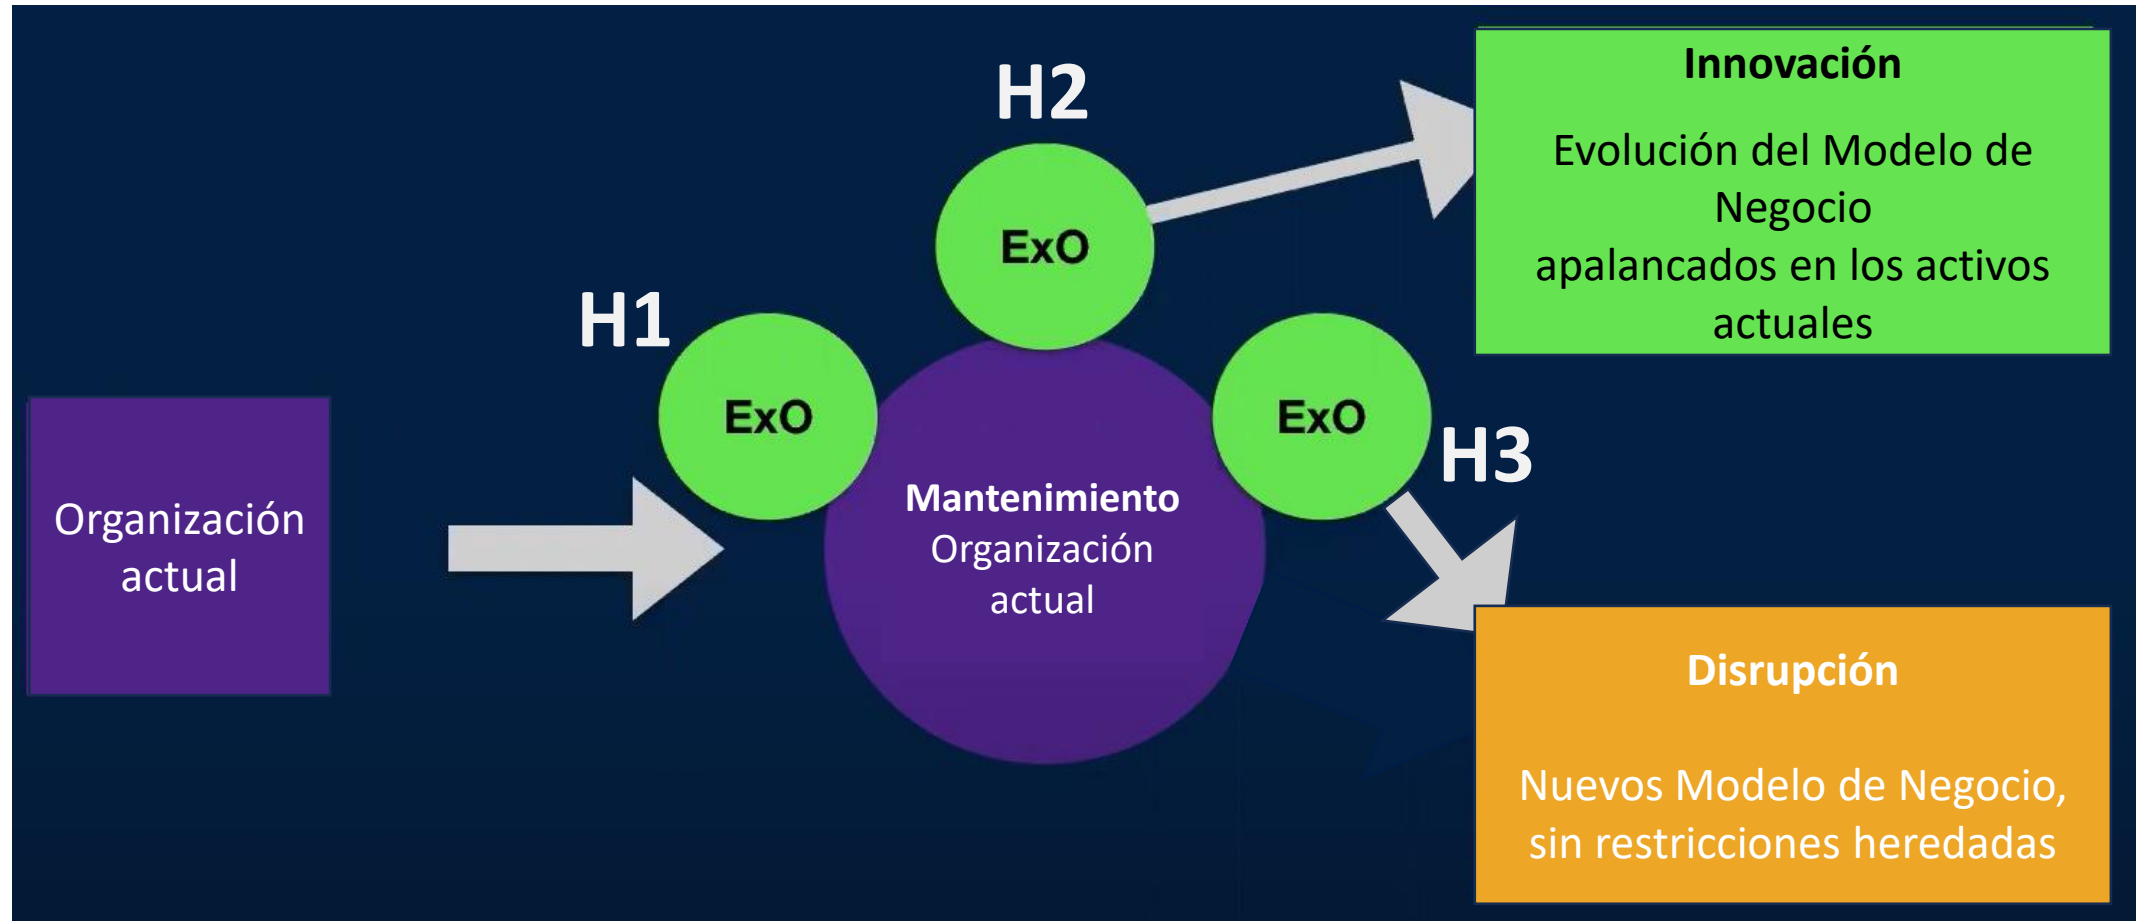 Organización
actual
H1
ExO
H2
ExO
ExO
H3
Mantenimiento
Organización
actual
Innovación
Evolución del Modelo de
Negocio
apalancados en los activos
actuales
Disrupción
Nuevos Modelo de Negocio,
sin restricciones heredadas